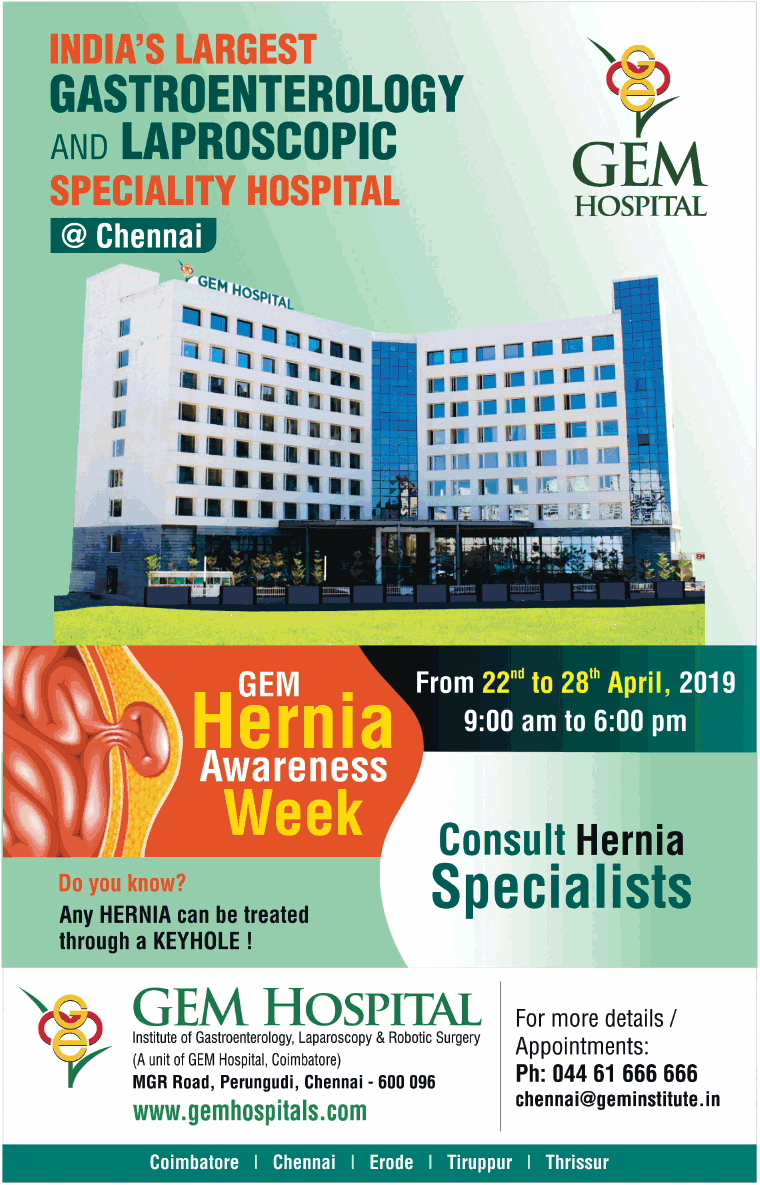 INDIA'S LARGEST
GASTROENTEROLOGY
AND LAPROSCOPIC
SPECIALITY HOSPITAL
@ Chennai
GEM
HOSPITAL
GEM HOSPITAL
GEM
Hernia
Awareness
Week
From 22nd to 28th April, 2019
9:00 am to 6:00 pm
Consult Hernia
Specialists
Do you know?
Any HERNIA can be treated
through a KEYHOLE !
GEM HOSPITAL
Institute of Gastroenterology, Laparoscopy & Robotic Surgery
(A unit of GEM Hospital, Coimbatore)
MGR Road, Perungudi, Chennai - 600 096
www.gemhospitals.com
For more details /
Appointments:
Ph: 044 61 666 666
chennai@geminstitute.in
Coimbatore | Chennai | Erode | Tiruppur | Thrissur